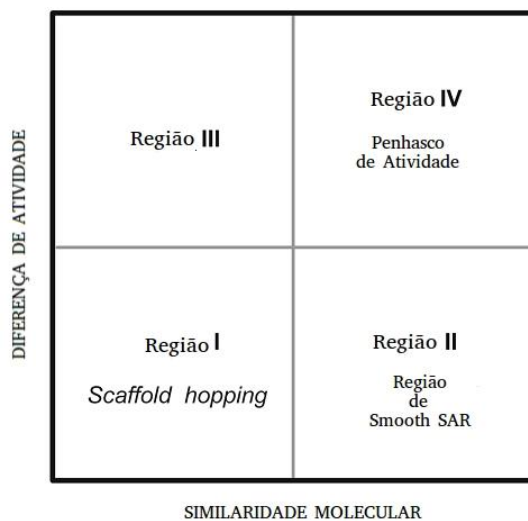 DIFERENÇA DE ATIVIDADE
Região III
Região IV
Penhasco
de Atividade
Região I
Scaffold hopping
Região II
Região
de
Smooth SAR
SIMILARIDADE MOLECULAR